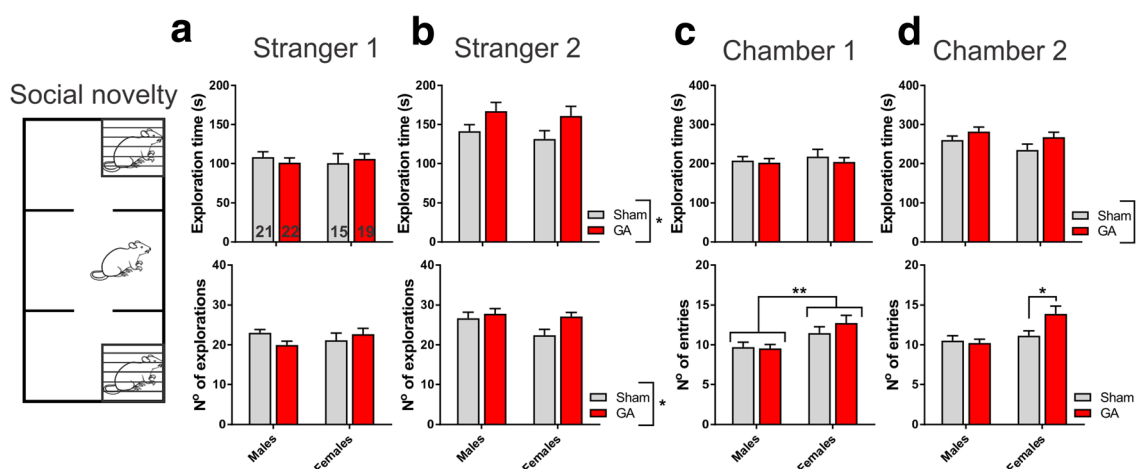 a
Stranger 1
b
Stranger 2
c
Chamber 1
d
Chamber 2
Social novelty
Exploration time (s)
200
150
100
50
0
21
22
15
19
Exploration time (s)
200
150
100
50
0
Sham
GA
*
Exploration time (s)
400
300
200
100
0
Exploration time (s)
400
300
200
100
0
Sham
GA
Nº of explorations
40
30
20
10
0
Males
Females
Nº of explorations
40
30
20
10
0
Males
Females
Sham
GA
*
Nº of entries
20
15
10
5
0
**
Males
Females
Nº of entries
20
15
10
5
0
*
Males
Females
Sham
GA